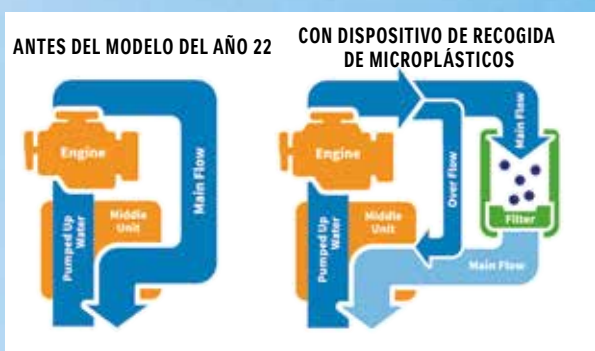 ANTES DEL MODELO DEL AÑO 22
Engine
Main Flow
Middle
Unit
Pumped Up
Water
CON DISPOSITIVO DE RECOGIDA
DE MICROPLÁSTICOS
Engine
Main Flow
Over Flow
Filter
Middle
Unit
Pumped Up
Water
Main Flow